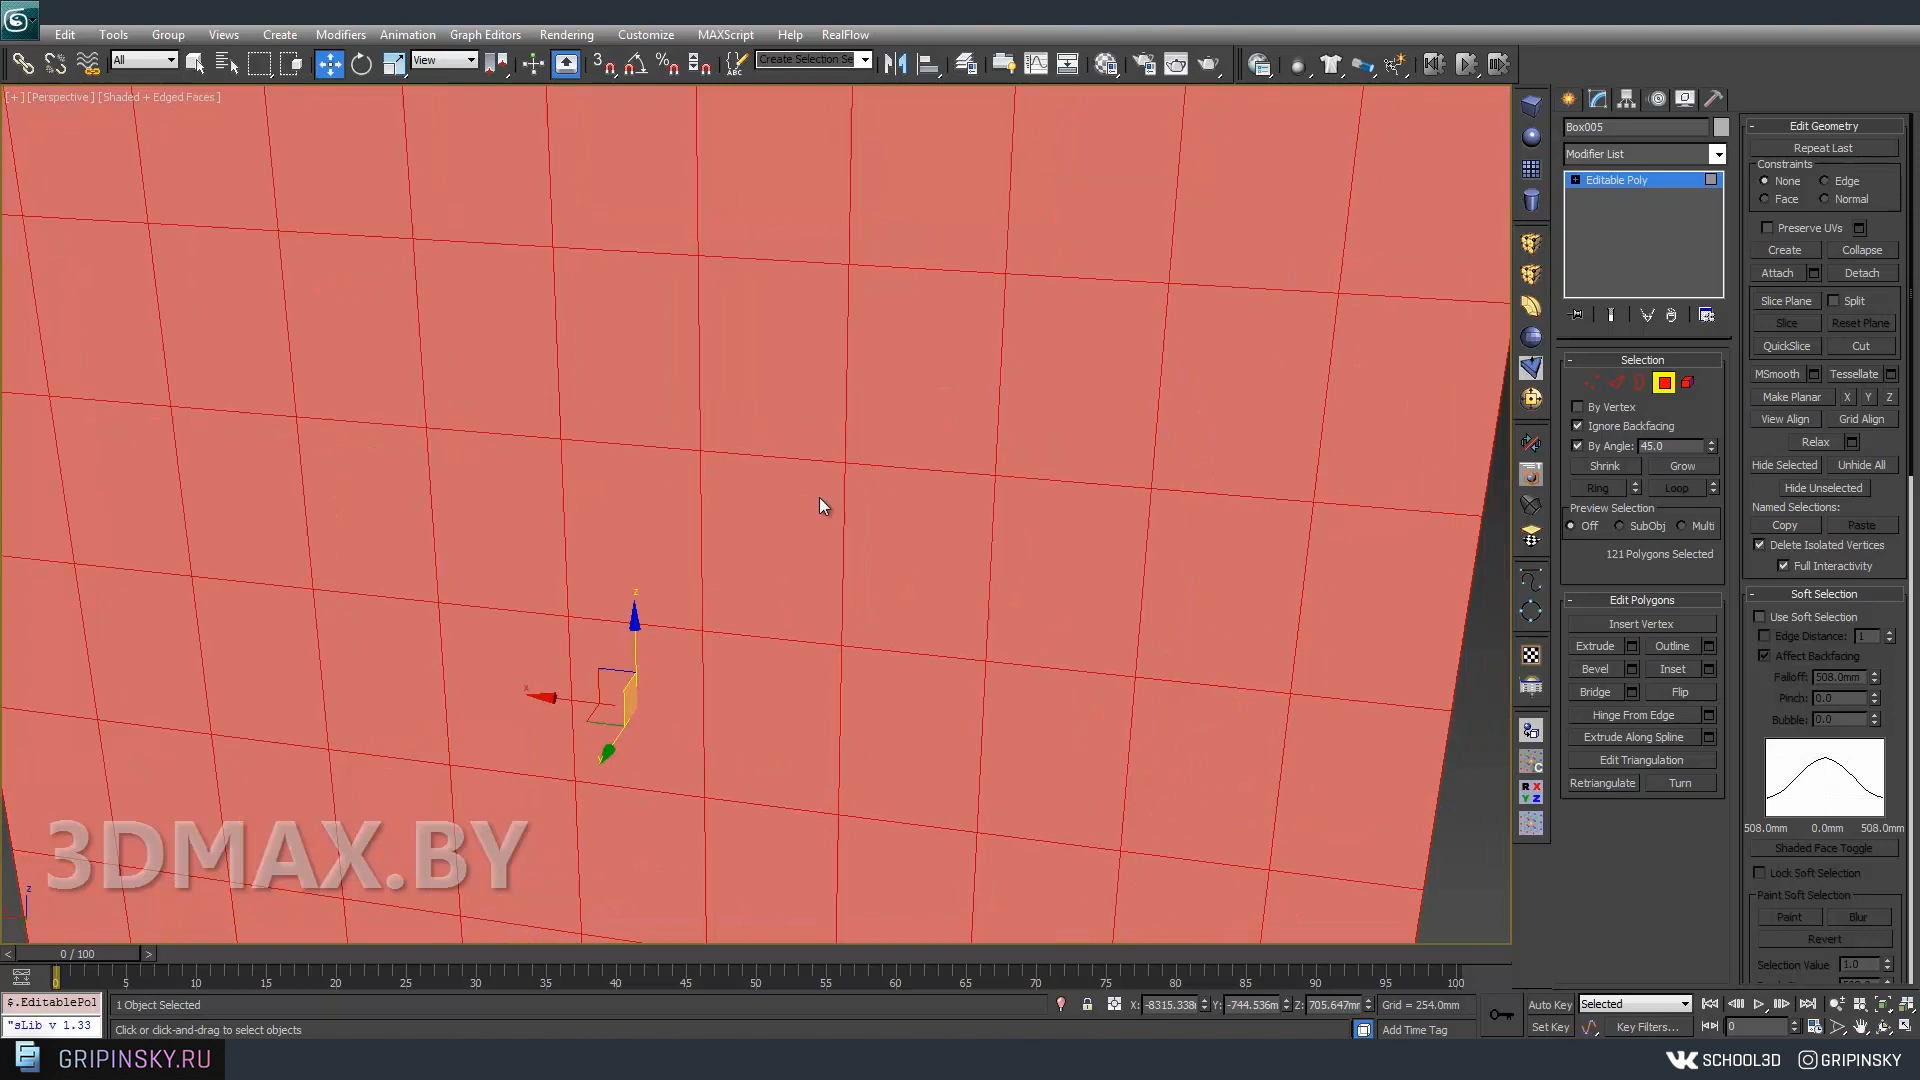 Edit Tools Group Views Create Modifiers Animation Graph Editors Rendering Customize MAXScript Help RealFlow
All View Create Selection Se
[+] [Perspective] [Shaded + Edged Faces]
Box005
Modifier List
Editable Poly
Selection
By Vertex
Ignore Backfacing
By Angle: 45.0
Shrink Grow
Ring Loop
Preview Selection
Off SubObj Multi
121 Polygons Selected
Edit Polygons
Insert Vertex
Extrude Outline
Bevel Inset
Bridge Flip
Hinge From Edge
Extrude Along Spline
Edit Triangulation
Retriangulate Turn
Edit Geometry
Repeat Last
Constraints
None Edge
Face Normal
Preserve UVs
Create Collapse
Attach Detach
Slice Plane Split
Slice Reset Plane
QuickSlice Cut
MSmooth Tessellate
Make Planar X Y Z
View Align Grid Align
Relax
Hide Selected Unhide All
Hide Unselected
Named Selections:
Copy Paste
Delete Isolated Vertices
Full Interactivity
Soft Selection
Use Soft Selection
Edge Distance: 1
Affect Backfacing
Falloff: 508.0mm
Pinch: 0.0
Bubble: 0.0
508.0mm 0.0mm 508.0mm
Shaded Face Toggle
Lock Soft Selection
Paint Soft Selection
Paint Blur
Revert
Selection Value 1.0
z
x
3DMAX.BY
z
< 0 / 100 >
0 5 10 15 20 25 30 35 40 45 50 55 60 65 70 75 80 85 90 95 100
$.EditablePol 1 Object Selected X: -8315.338 Y: -744.536m Z: 705.647mm Grid = 254.0mm Auto Key Selected
"sLib v 1.33 Click or click-and-drag to select objects Add Time Tag Set Key Key Filters... 0
GRIPINSKY.RU SCHOOL3D GRIPINSKY